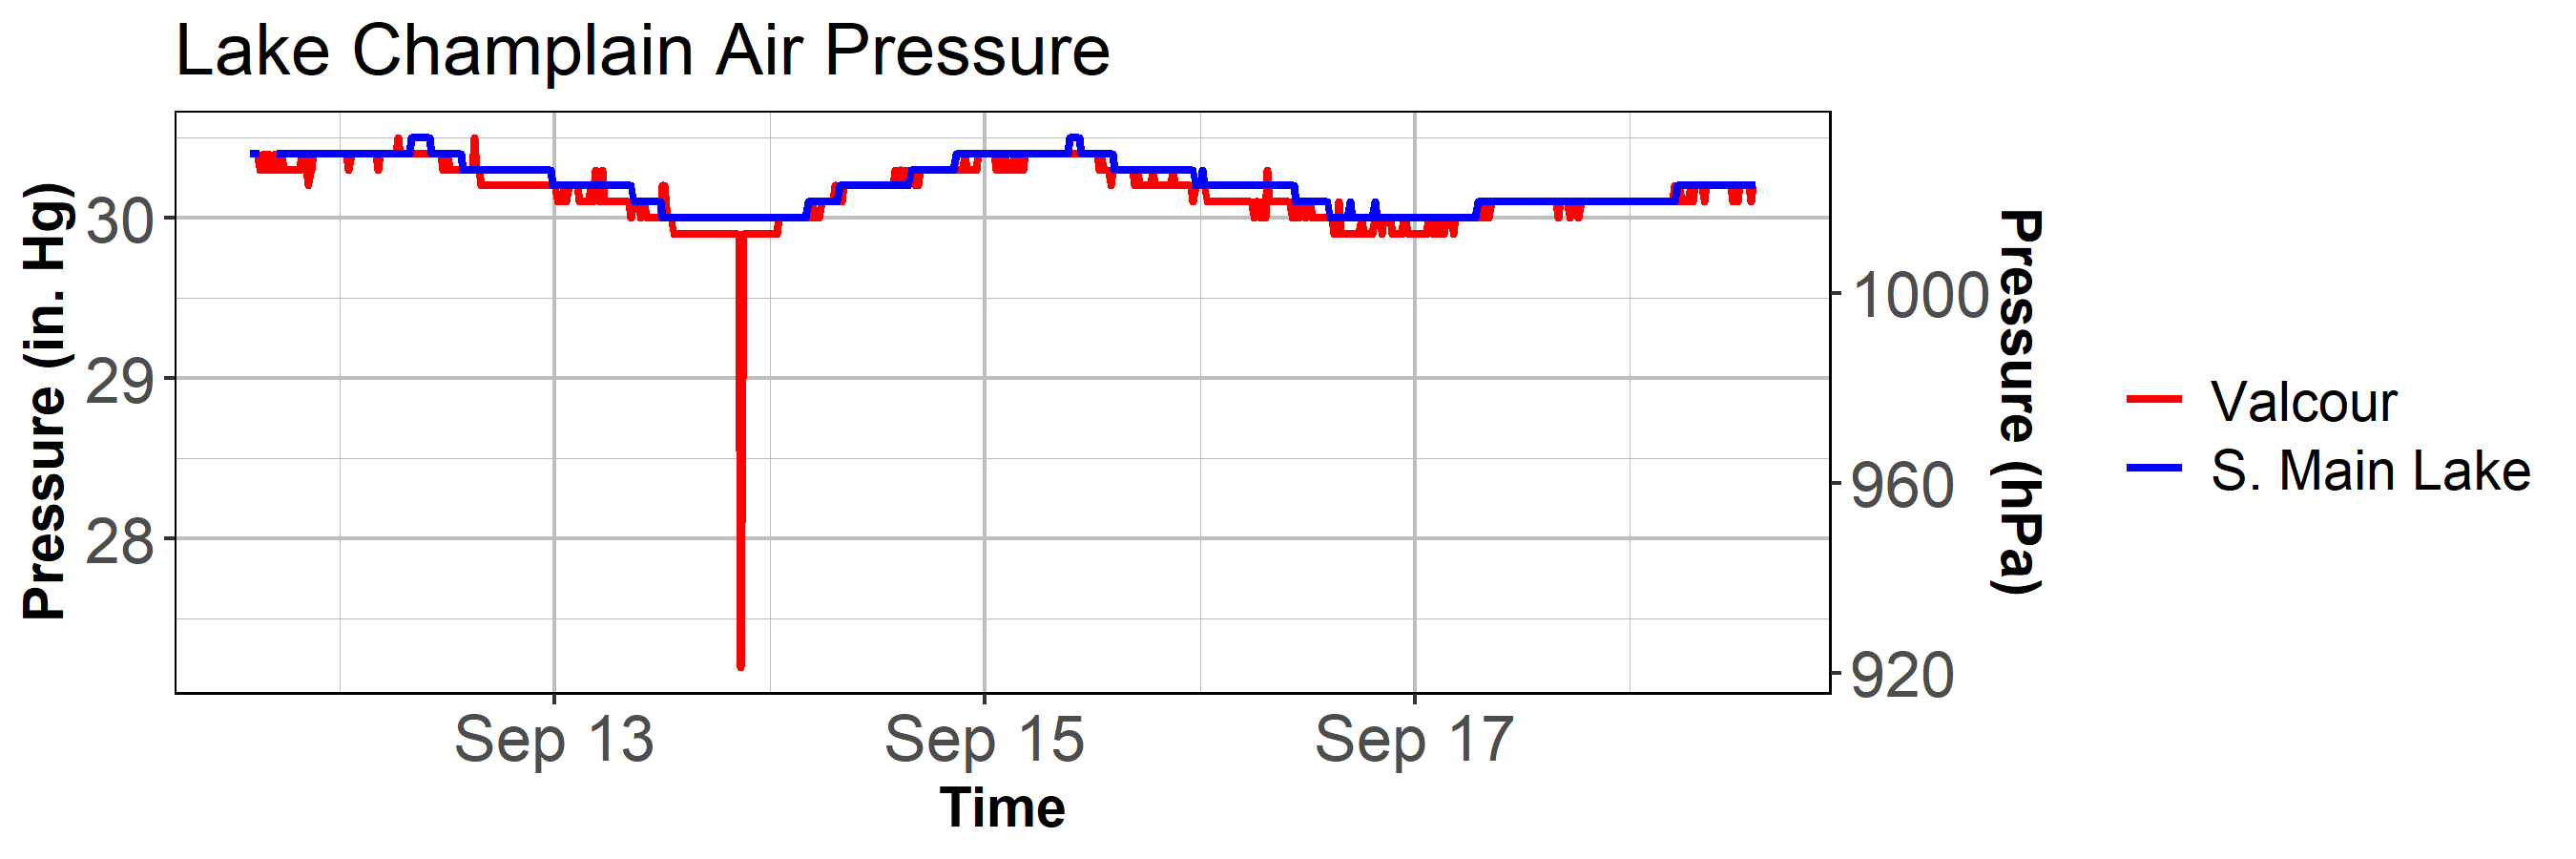 Lake Champlain Air Pressure
Pressure (in. Hg)
30
29
28
1000
960
920
Pressure (hPa)
Sep 13
Sep 15
Sep 17
Time
Valcour
S. Main Lake